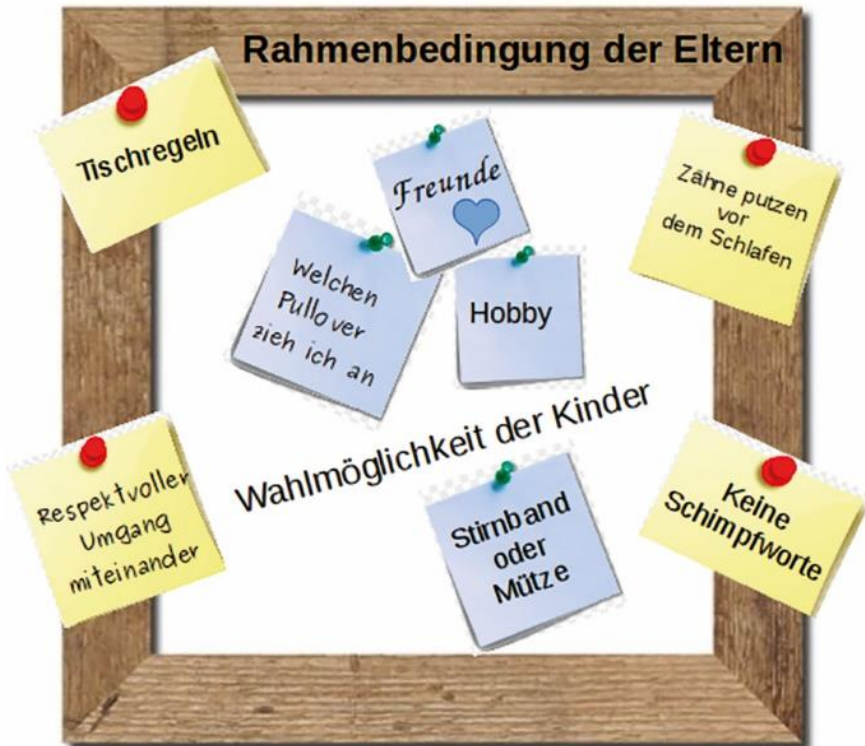 Rahmenbedingung der Eltern
Tischregeln
Freunde
Zähne putzen
vor
dem Schlafen
Welchen
Pullover
zieh ich an
Hobby
Wahlmöglichkeit der Kinder
Respektvoller
Umgang
miteinander
Stirnband
oder
Mütze
Keine
Schimpfworte